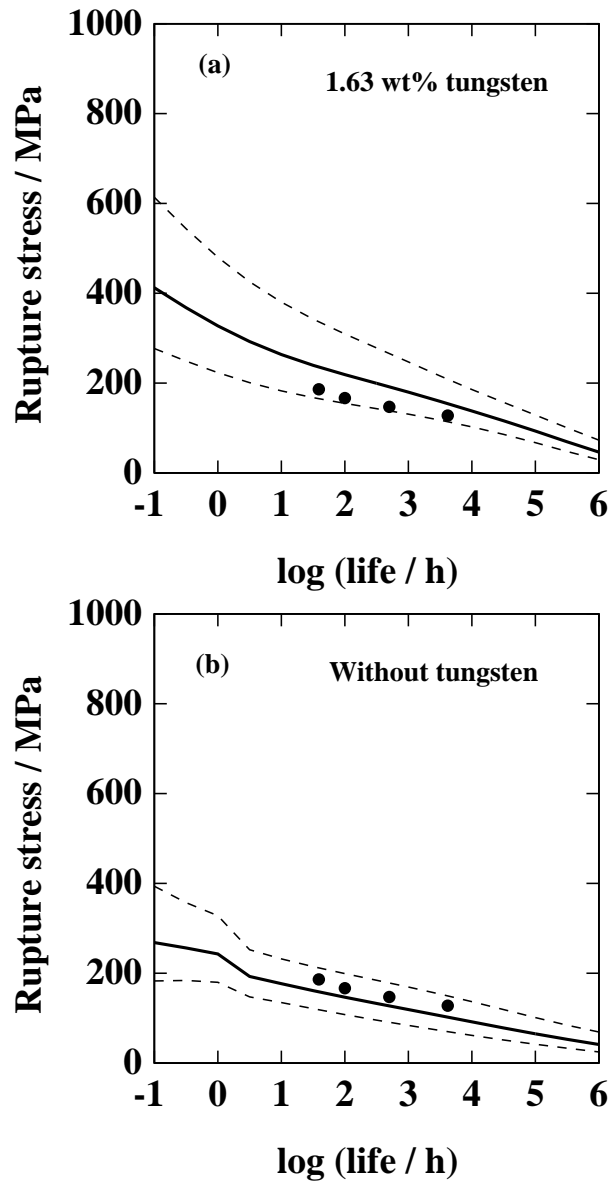 1000
(a)
1.63 wt% tungsten
800
600
400
200
0
Rupture stress / MPa
-1 0 1 2 3 4 5 6
log (life / h)
1000
(b)
Without tungsten
800
600
400
200
0
Rupture stress / MPa
-1 0 1 2 3 4 5 6
log (life / h)